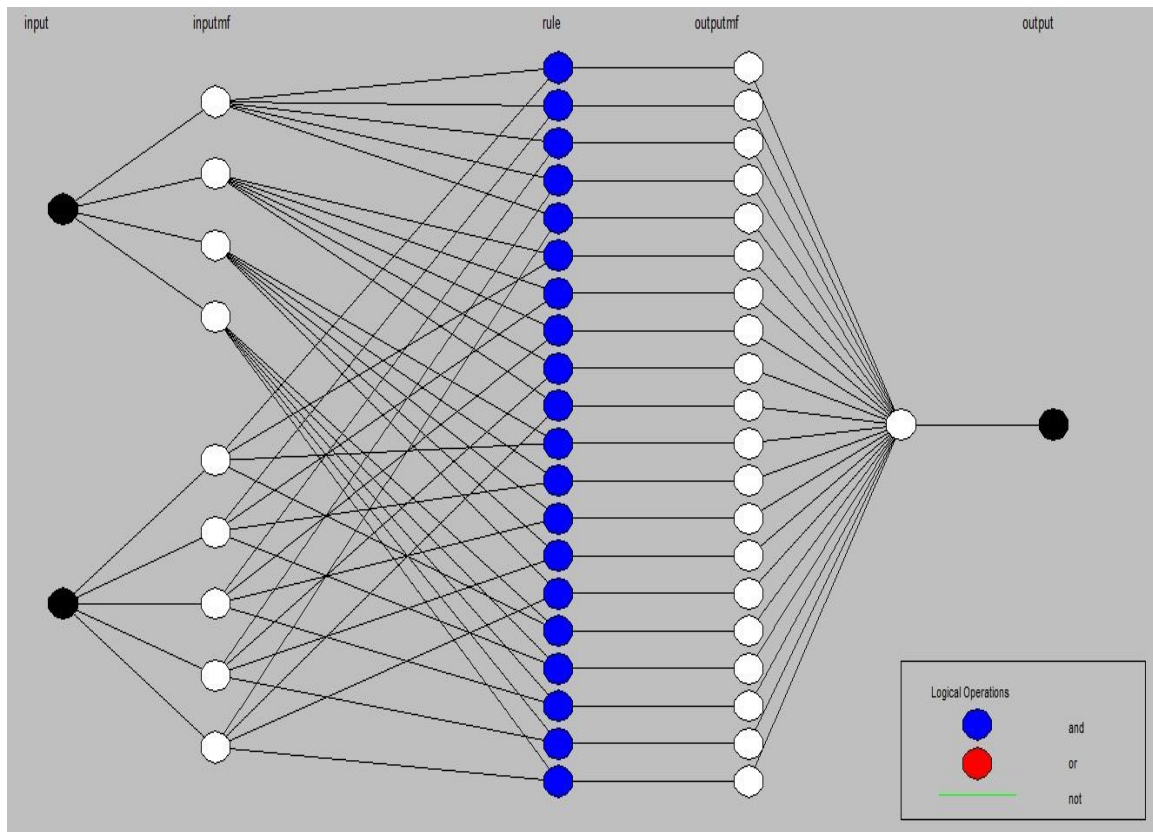 input inputmf rule outputmf output
Logical Operations
and
or
not